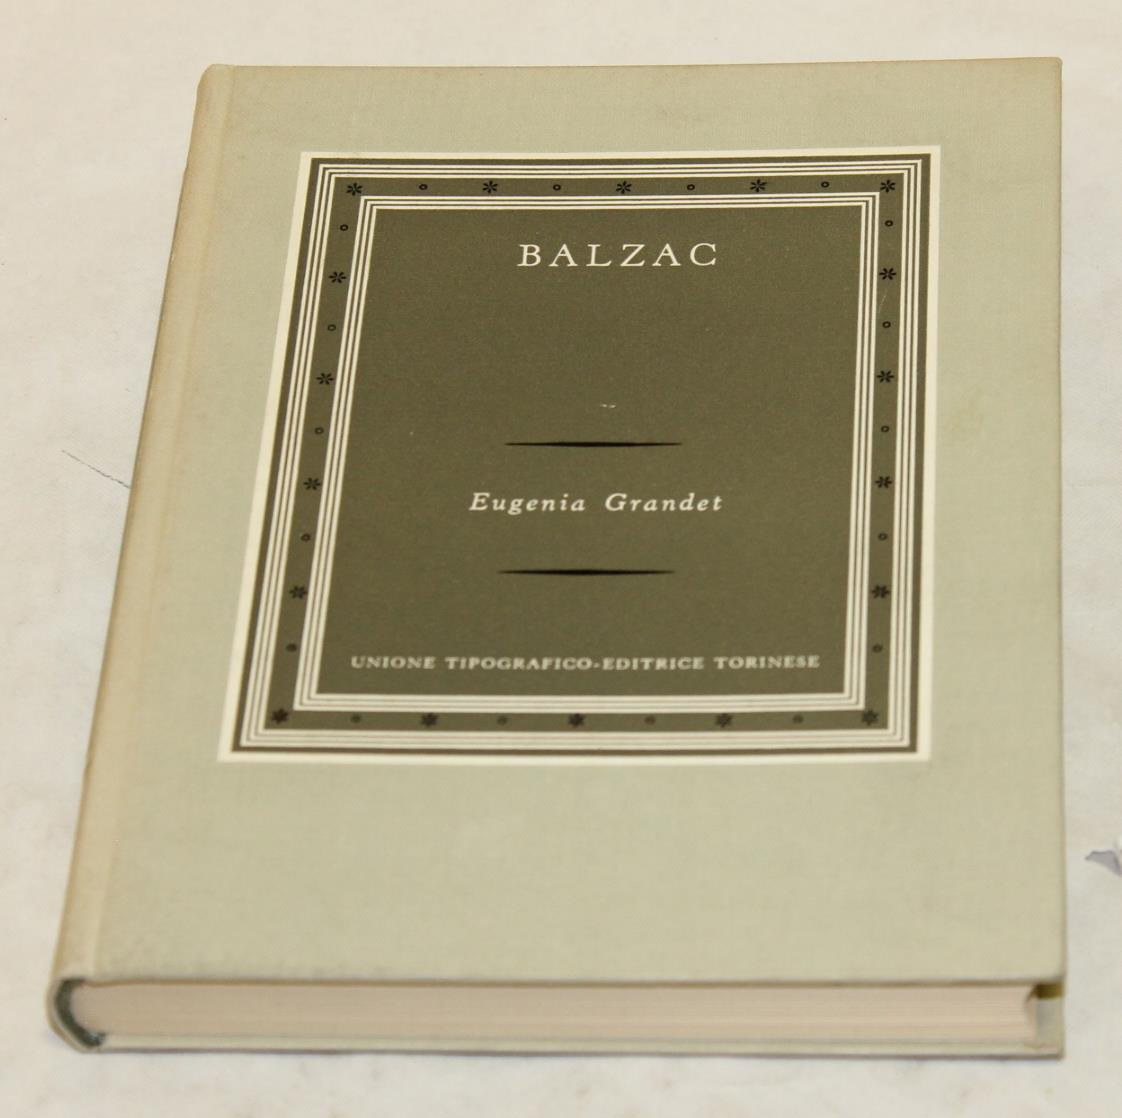 BALZAC
Eugenia Grandet
UNIONE TIPOGRAFICO-EDITRICE TORINESE